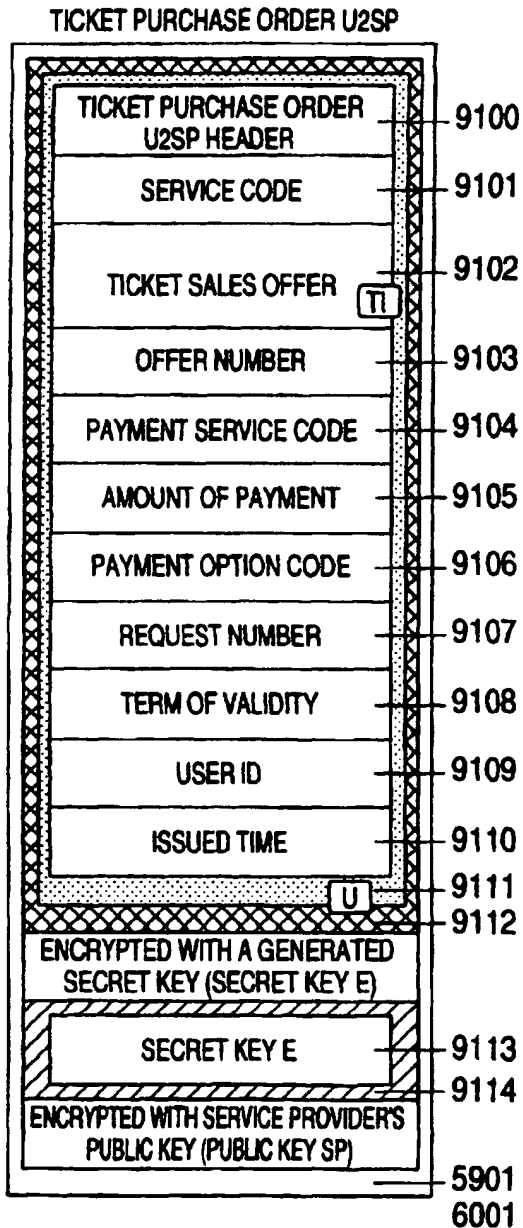 TICKET PURCHASE ORDER U2SP
TICKET PURCHASE ORDER
U2SP HEADER
9100
SERVICE CODE
9101
TICKET SALES OFFER
9102
TI
OFFER NUMBER
9103
PAYMENT SERVICE CODE
9104
AMOUNT OF PAYMENT
9105
PAYMENT OPTION CODE
9106
REQUEST NUMBER
9107
TERM OF VALIDITY
9108
USER ID
9109
ISSUED TIME
9110
9111
U
9112
ENCRYPTED WITH A GENERATED
SECRET KEY (SECRET KEY E)
SECRET KEY E
9113
9114
ENCRYPTED WITH SERVICE PROVIDER'S
PUBLIC KEY (PUBLIC KEY SP)
5901
6001